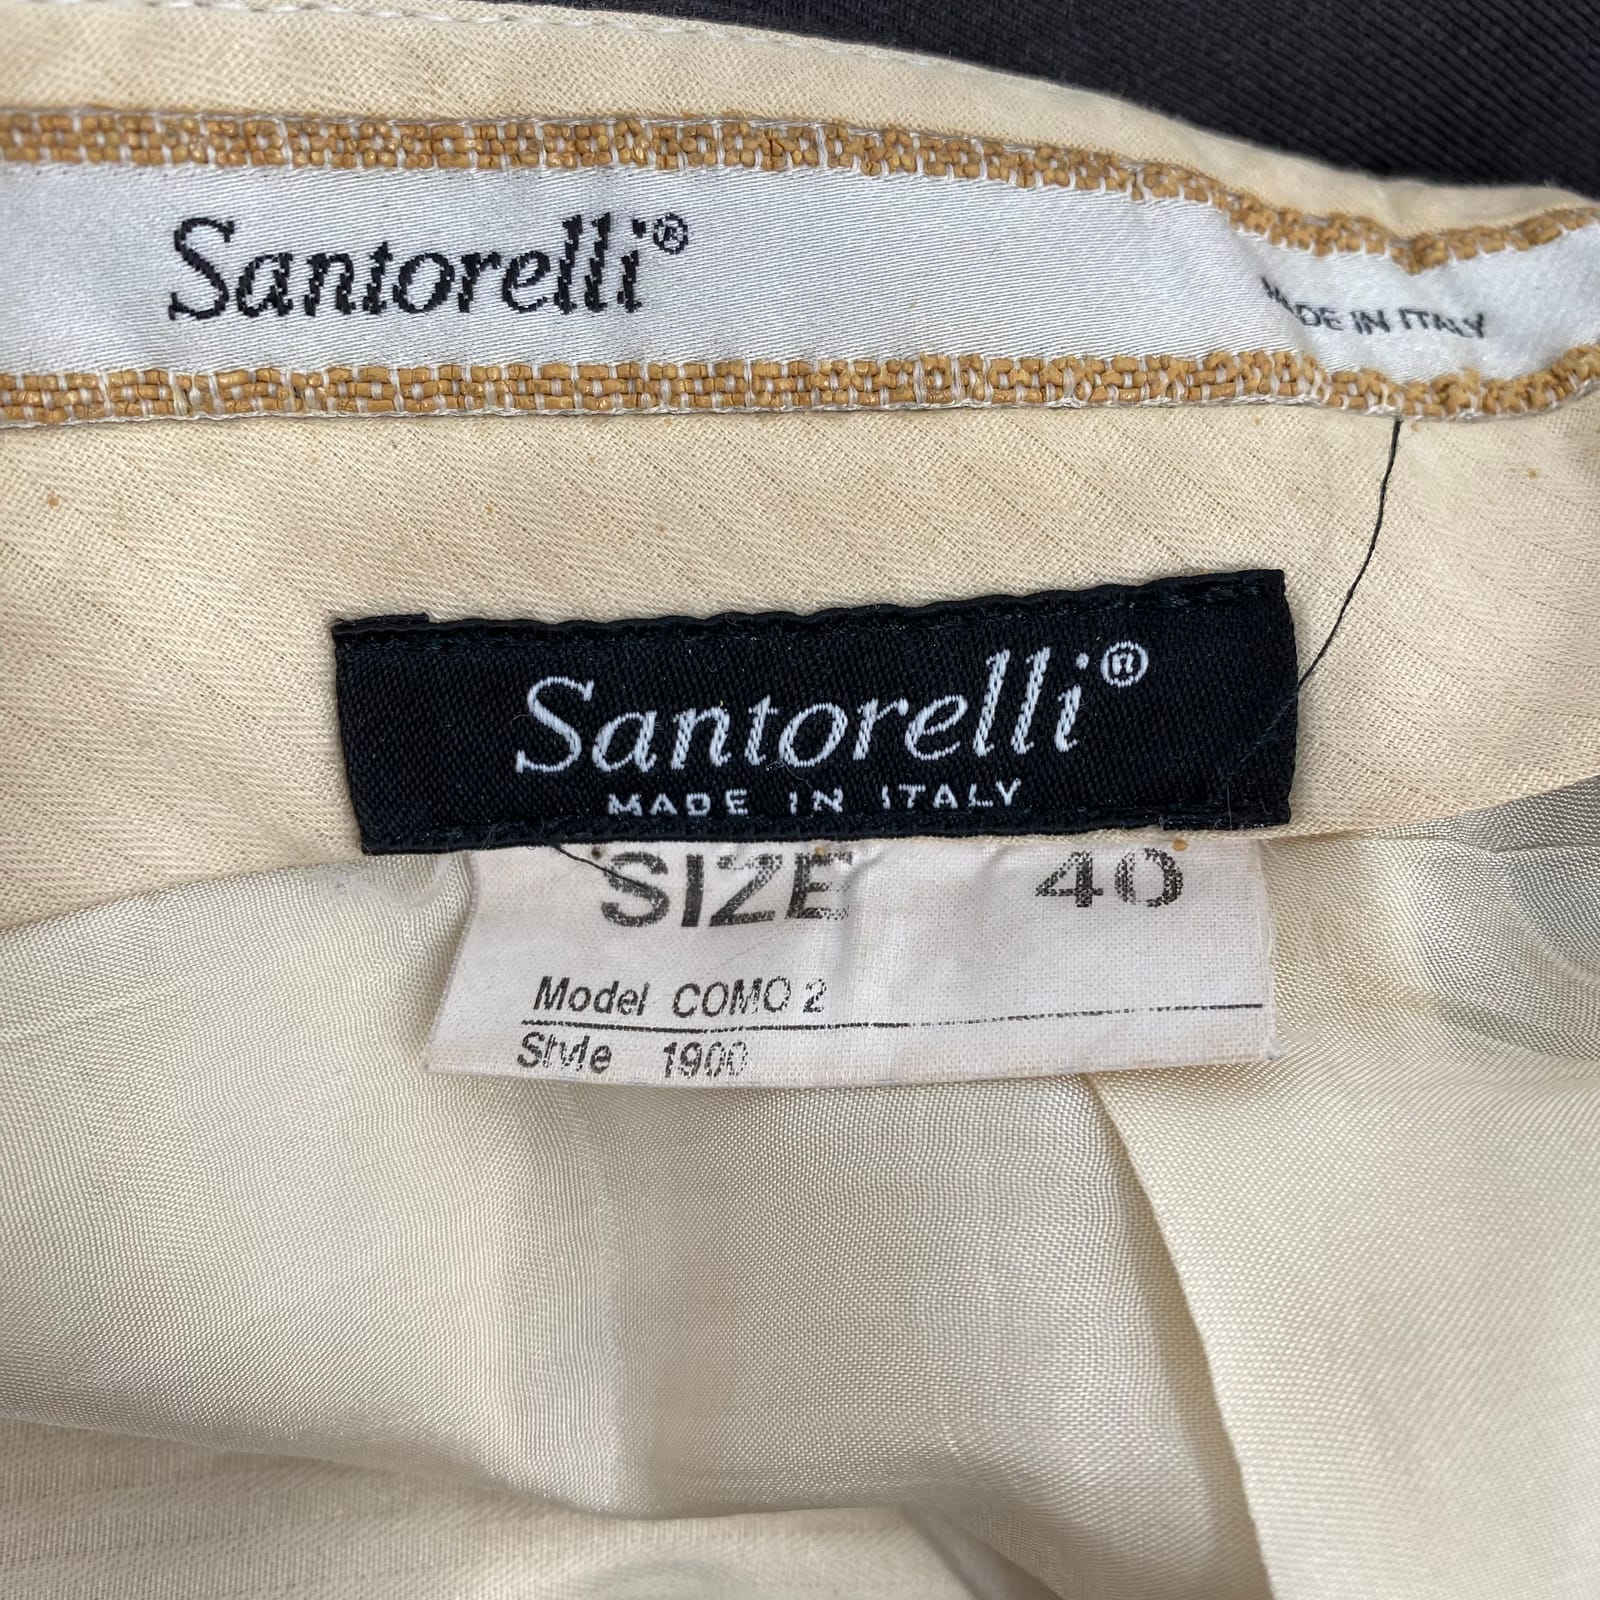 Santorelli®
MADE IN ITALY
Santorelli®
MADE IN ITALY
SIZE 40
Model COMO 2
Style 1900